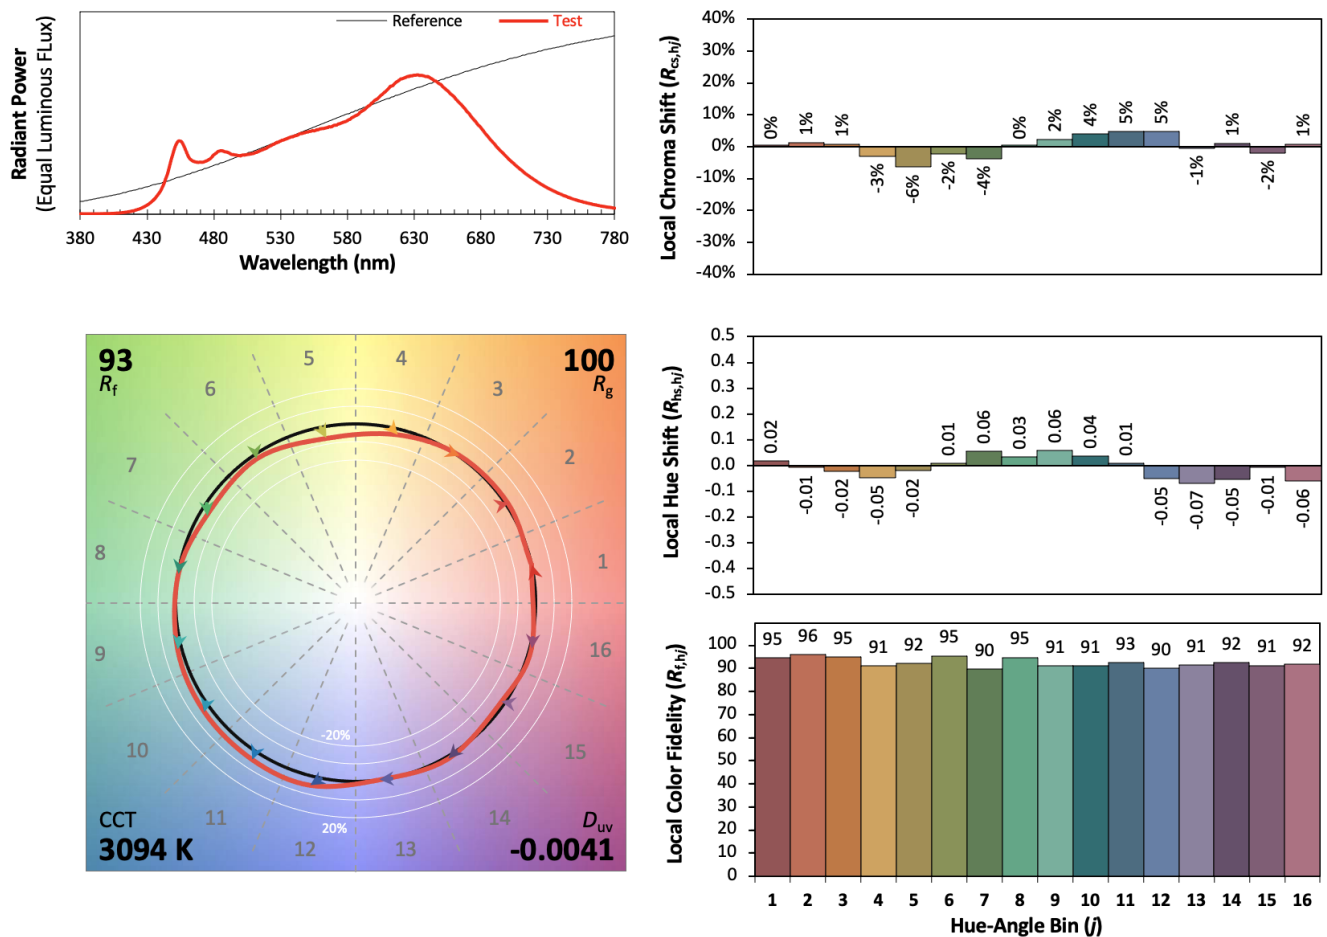 Radiant Power
(Equal Luminous FLux)
Reference
Test
380 430 480 530 580 630 680 730 780
Wavelength (nm)
Local Chroma Shift (Rcs,hj)
40%
30%
20%
10%
0%
-10%
-20%
-30%
-40%
0% 1% 1% -3% -6% -2% -4% 0% 2% 4% 5% 5% -1% 1% -2% 1%
93
Rf
100
Rg
5 4
6 3
7 2
8 1
9 16
10 15
11 14
12 13
-20%
20%
CCT
3094 K
Duv
-0.0041
Local Hue Shift (Rhs,hj)
0.5
0.4
0.3
0.2
0.1
0.0
-0.1
-0.2
-0.3
-0.4
-0.5
0.02 -0.01 -0.02 -0.05 -0.02 0.01 0.06 0.03 0.06 0.04 0.01 -0.05 -0.07 -0.05 -0.01 -0.06
Local Color Fidelity (Rf,hj)
100
90
80
70
60
50
40
30
20
10
0
95 96 95 91 92 95 90 95 91 91 93 90 91 92 91 92
1 2 3 4 5 6 7 8 9 10 11 12 13 14 15 16
Hue-Angle Bin (j)